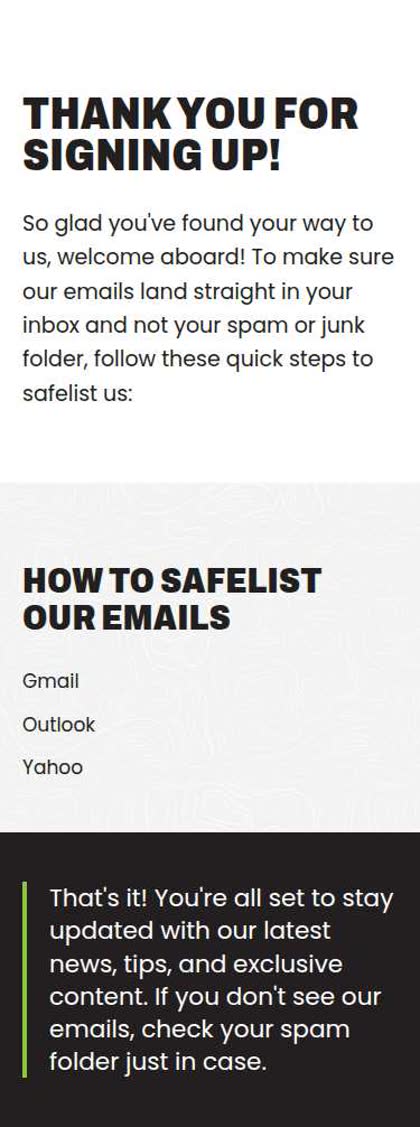 THANK YOU FOR
SIGNING UP!
So glad you've found your way to
us, welcome aboard! To make sure
our emails land straight in your
inbox and not your spam or junk
folder, follow these quick steps to
safelist us:
HOW TO SAFELIST
OUR EMAILS
Gmail
Outlook
Yahoo
That's it! You're all set to stay
updated with our latest
news, tips, and exclusive
content. If you don't see our
emails, check your spam
folder just in case.